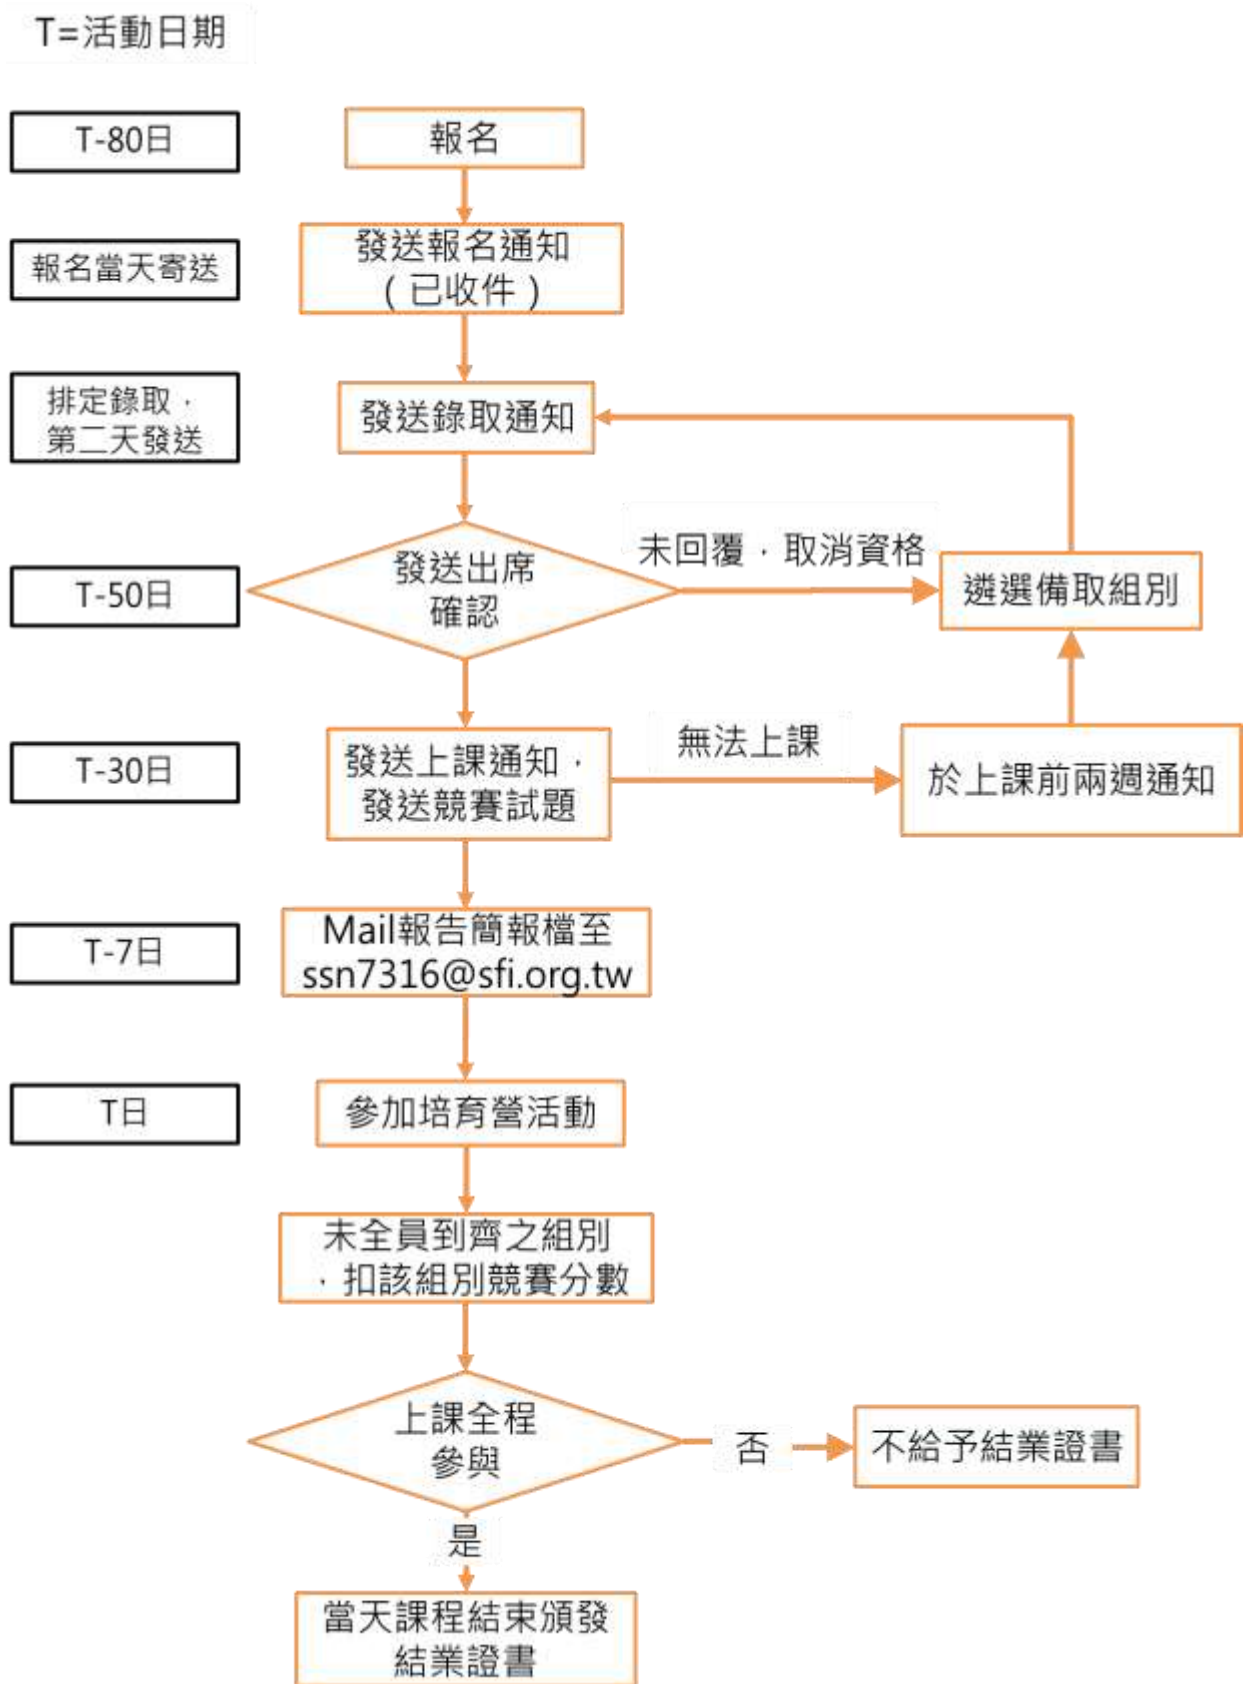 T=活動日期
T-80日
報名
報名當天寄送
發送報名通知
（已收件）
排定錄取，
第二天發送
發送錄取通知
T-50日
發送出席
確認
未回覆，取消資格
遴選備取組別
T-30日
發送上課通知，
發送競賽試題
無法上課
於上課前兩週通知
T-7日
Mail報告簡報檔至
ssn7316@sfi.org.tw
T日
參加培育營活動
未全員到齊之組別
，扣該組別競賽分數
上課全程
參與
否
不給予結業證書
是
當天課程結束頒發
結業證書